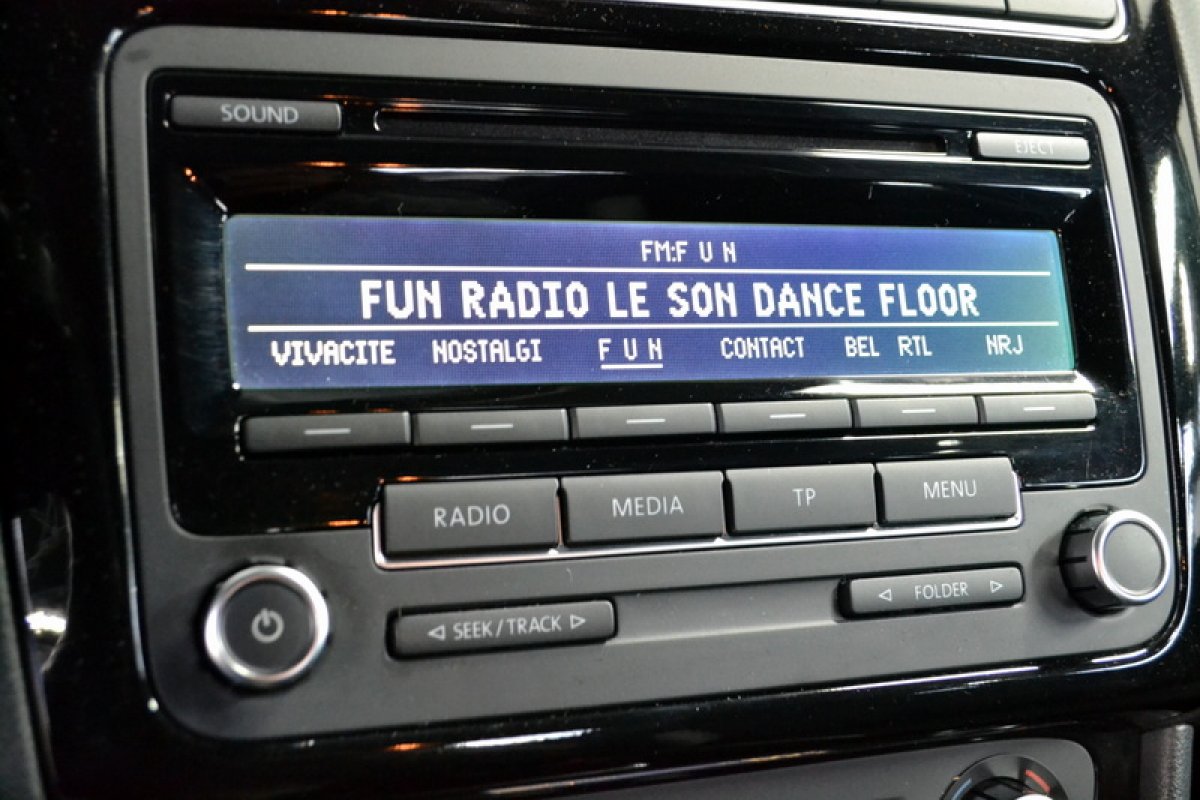 SOUND
EJECT
FM:F U N
FUN RADIO LE SON DANCE FLOOR
VIVACITE NOSTALGI F U N CONTACT BEL RTL NRJ
RADIO MEDIA TP MENU
SEEK/TRACK
FOLDER